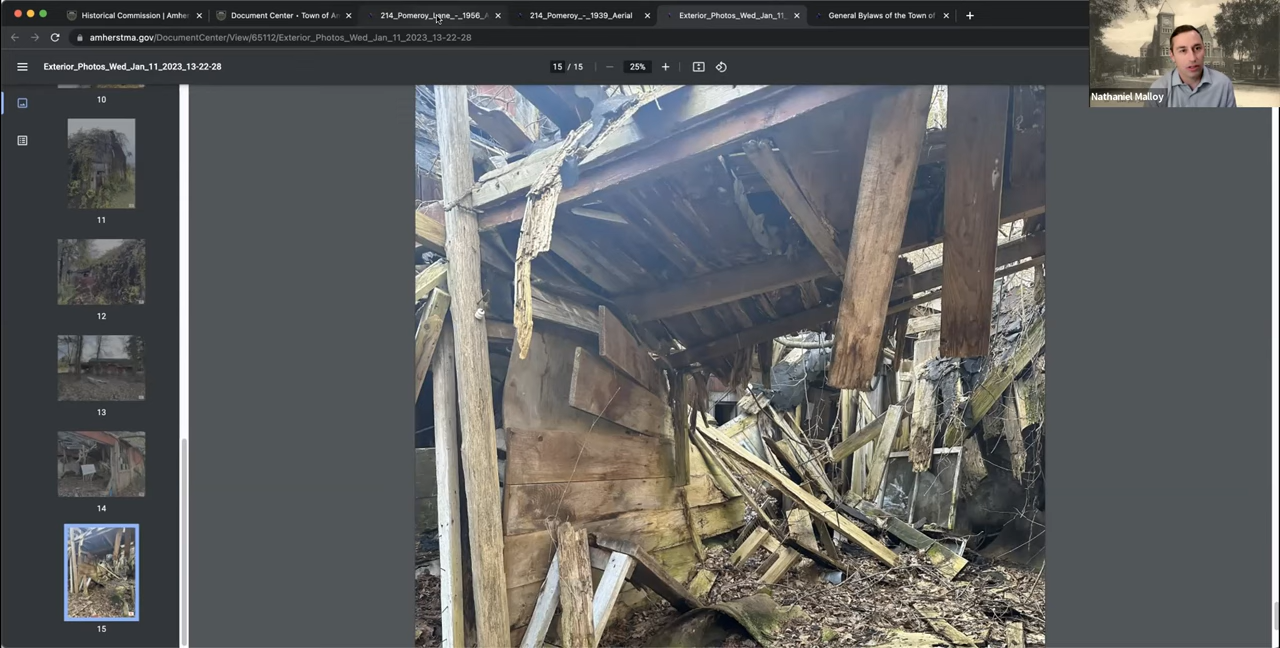 Historical Commission | Amher
Document Center • Town of A
214_Pomeroy_Lane_-_1956_A
214_Pomeroy_-_1939_Aerial
Exterior_Photos_Wed_Jan_11_
General Bylaws of the Town of
amherstma.gov/DocumentCenter/View/65112/Exterior_Photos_Wed_Jan_11_2023_13-22-28
Exterior_Photos_Wed_Jan_11_2023_13-22-28
15 / 15
25%
Nathaniel Malloy
10
11
12
13
14
15